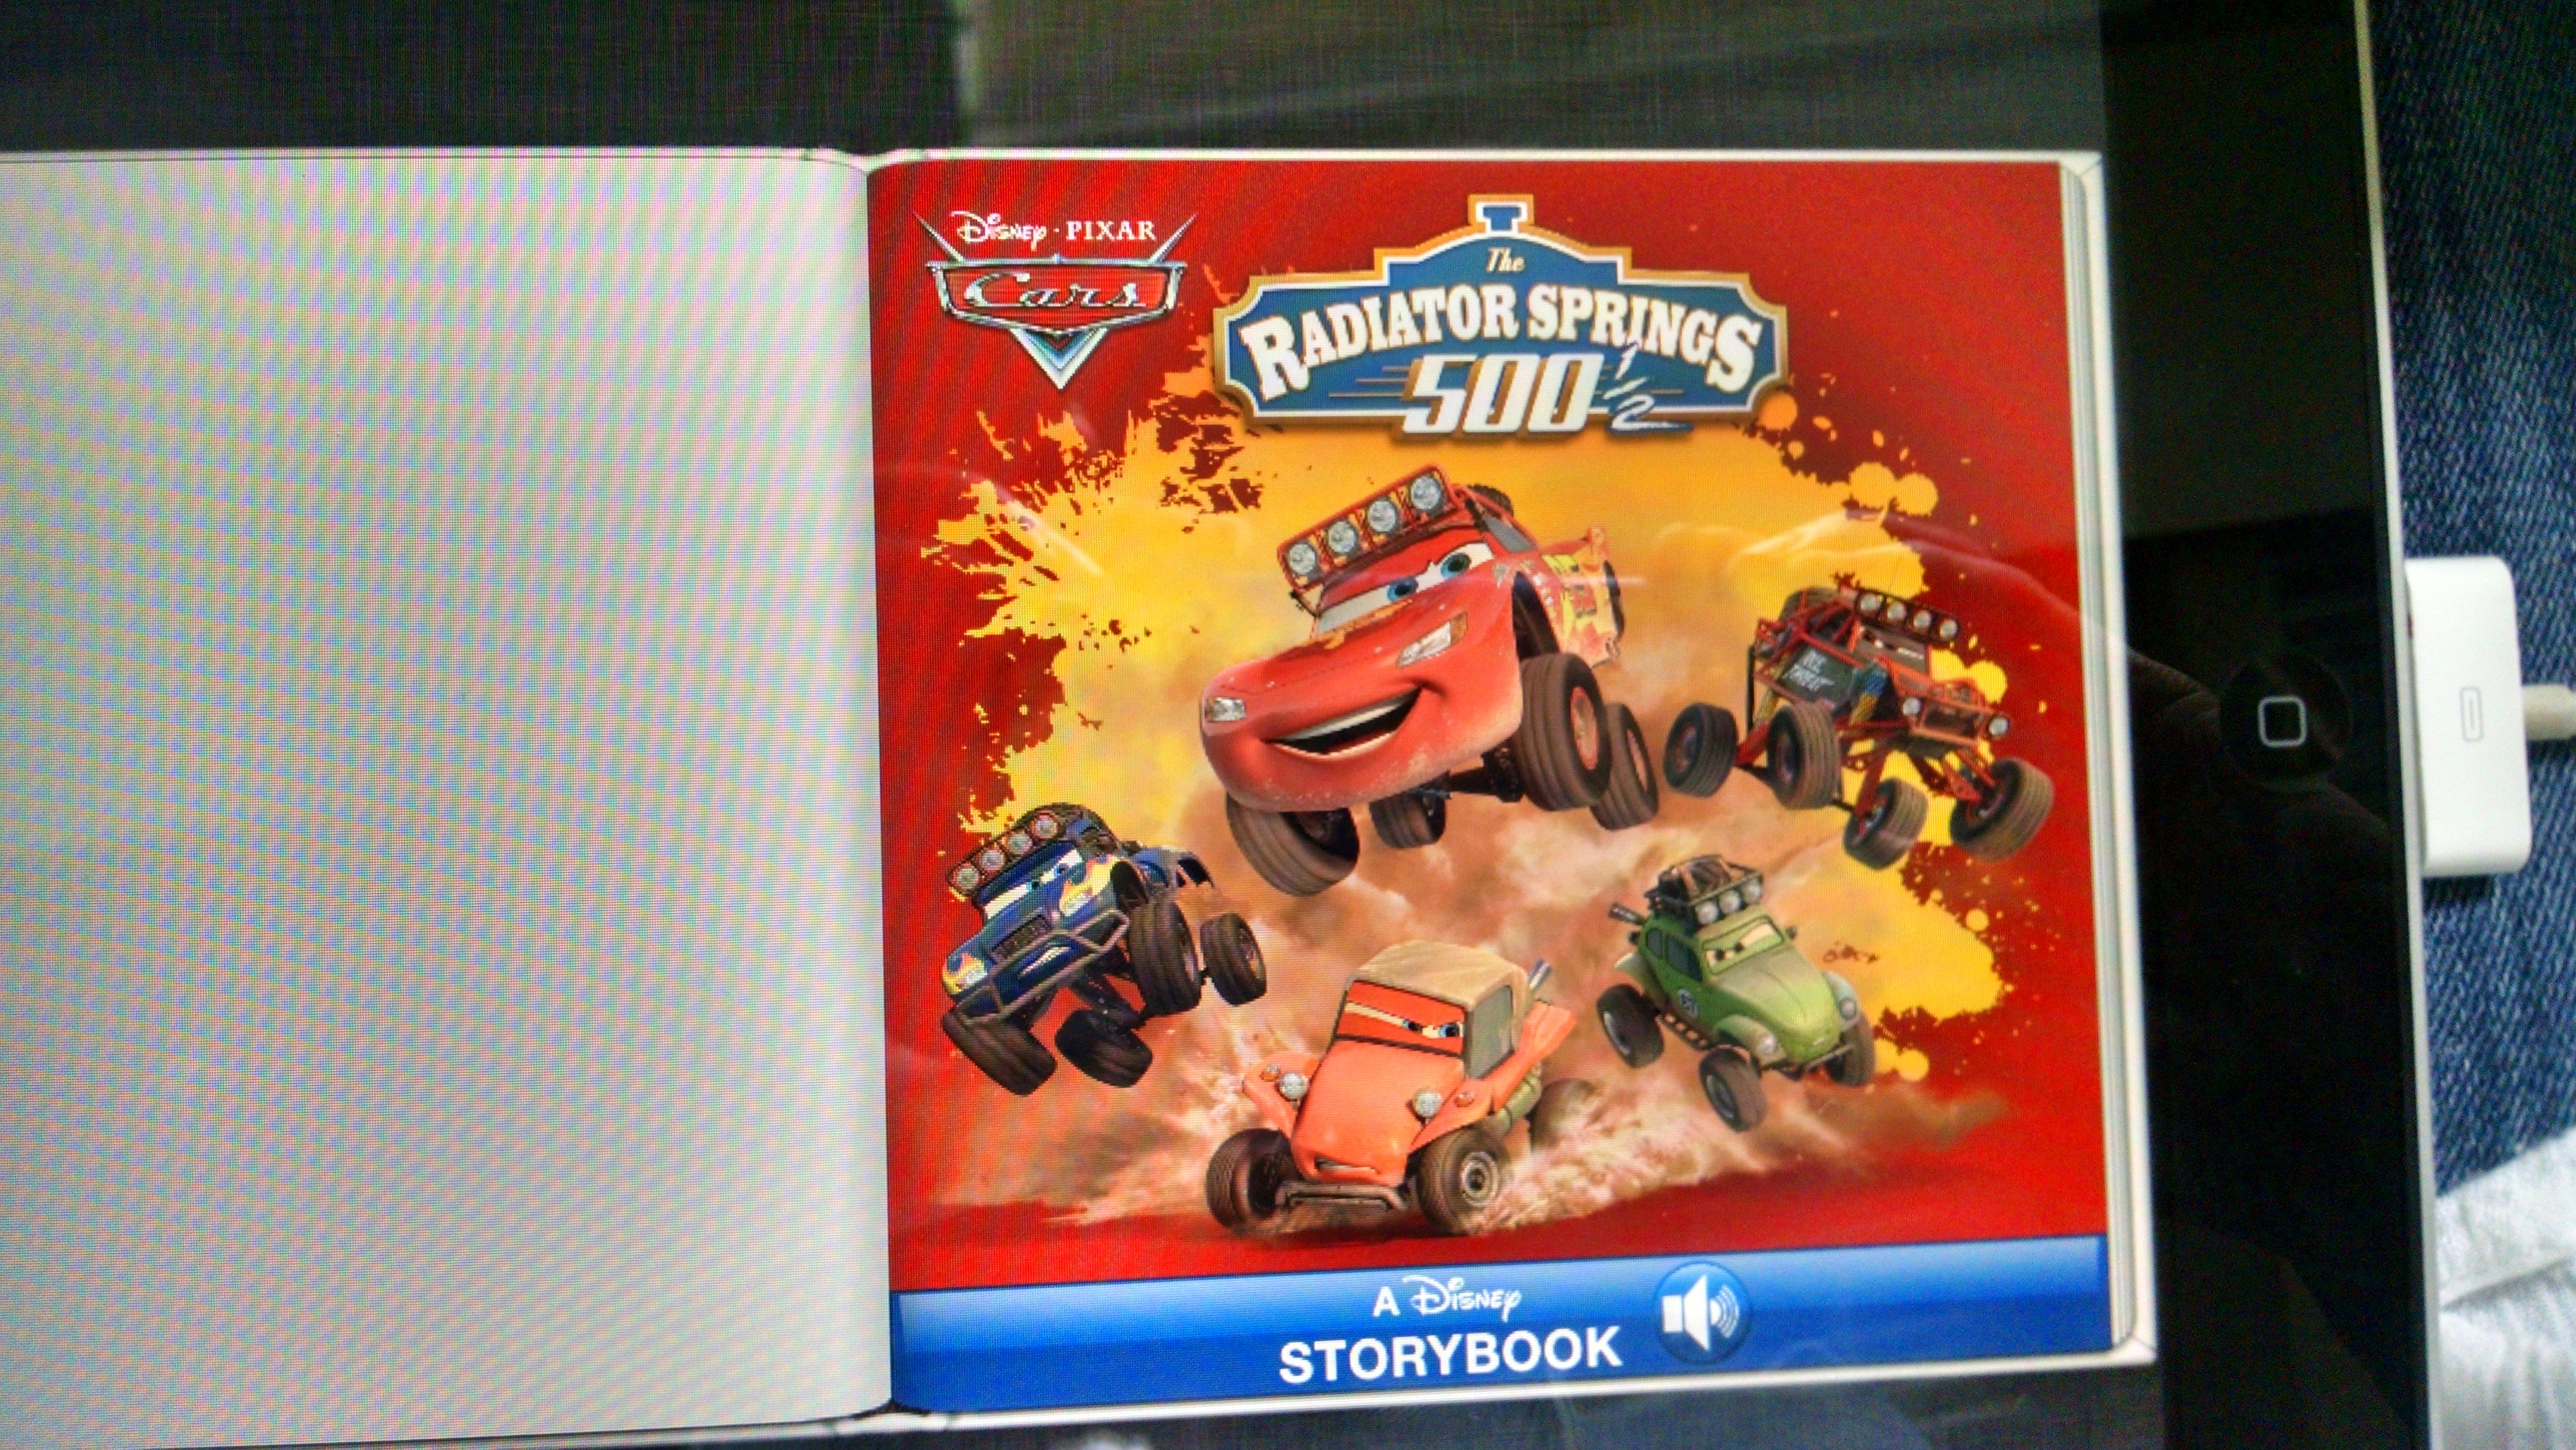 Disney · PIXAR
Cars
The
RADIATOR SPRINGS
500 1/2
A Disney
STORYBOOK